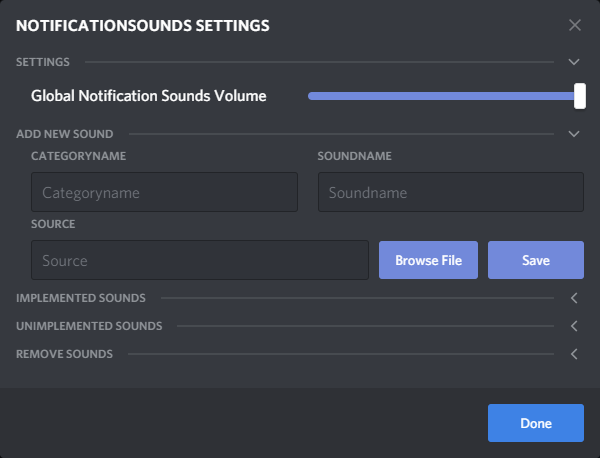 NOTIFICATIONSOUNDS SETTINGS
SETTINGS
Global Notification Sounds Volume
ADD NEW SOUND
CATEGORYNAME SOUNDNAME
Categoryname Soundname
SOURCE
Source Browse File Save
IMPLEMENTED SOUNDS
UNIMPLEMENTED SOUNDS
REMOVE SOUNDS
Done